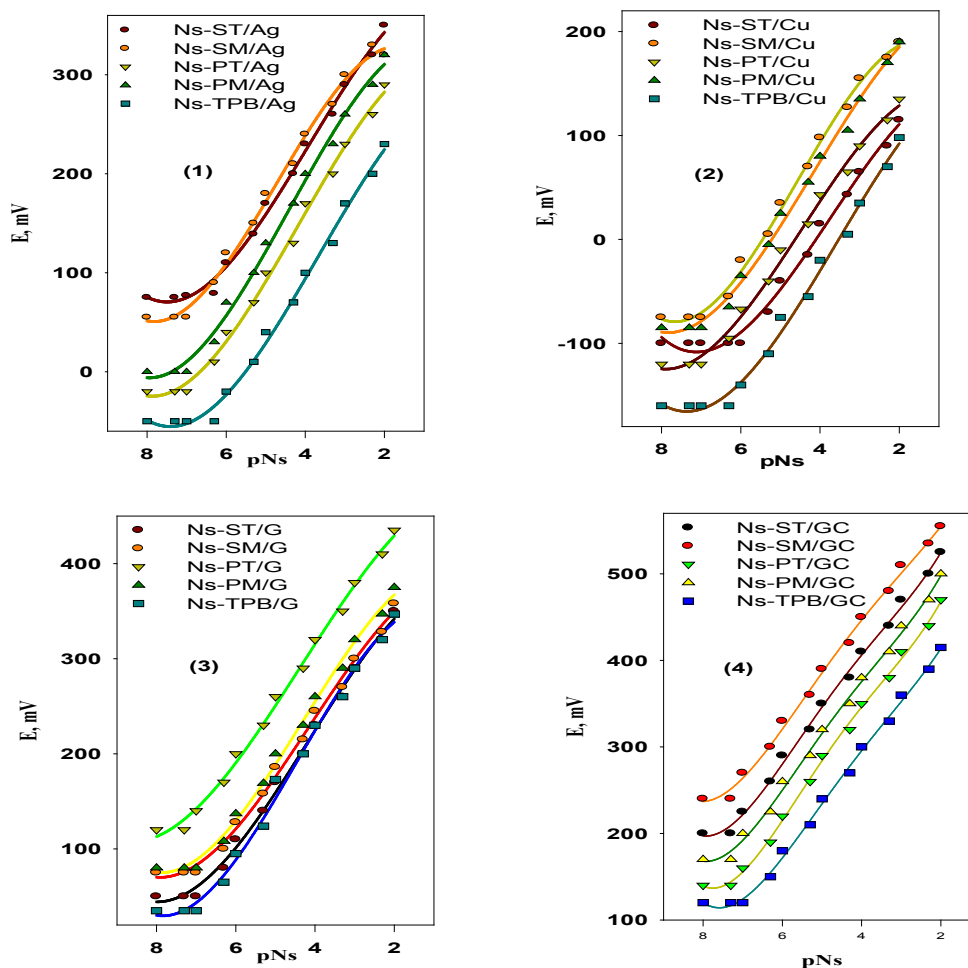 Ns-ST/Ag
Ns-SM/Ag
Ns-PT/Ag
Ns-PM/Ag
Ns-TPB/Ag
(1)
300
200
100
0
E, mV
8 6 4 2
pNs
Ns-ST/Cu
Ns-SM/Cu
Ns-PT/Cu
Ns-PM/Cu
Ns-TPB/Cu
(2)
200
100
0
-100
E, mV
8 6 4 2
pNs
Ns-ST/G
Ns-SM/G
Ns-PT/G
Ns-PM/G
Ns-TPB/G
(3)
400
300
200
100
E, mV
8 6 4 2
pNs
Ns-ST/GC
Ns-SM/GC
Ns-PT/GC
Ns-PM/GC
Ns-TPB/GC
(4)
500
400
300
200
100
E, mV
8 6 4 2
pNs